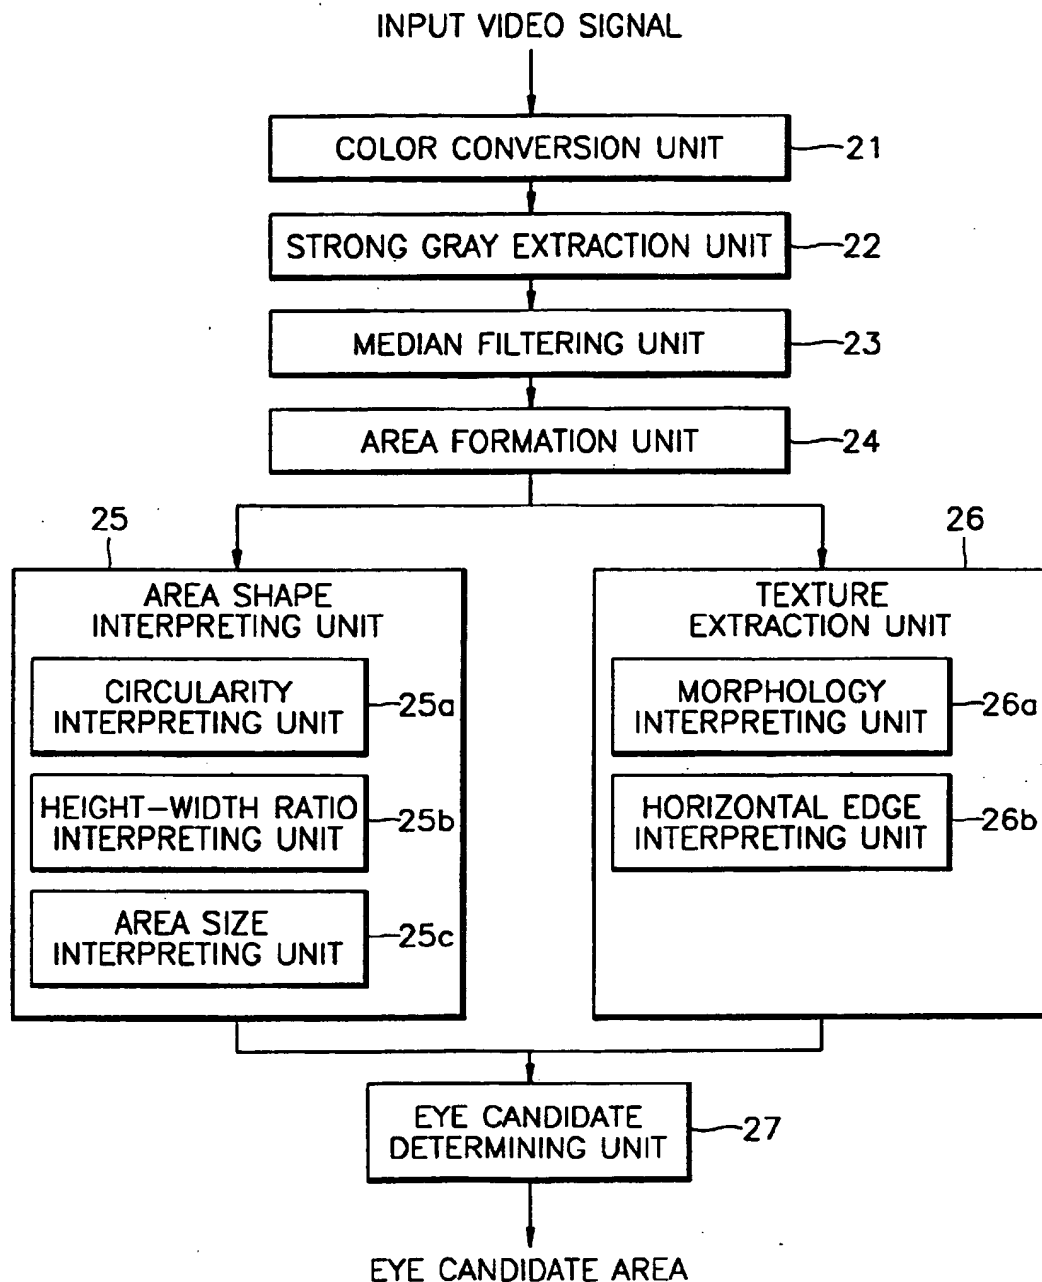 INPUT VIDEO SIGNAL
COLOR CONVERSION UNIT
21
STRONG GRAY EXTRACTION UNIT
22
MEDIAN FILTERING UNIT
23
AREA FORMATION UNIT
24
25
AREA SHAPE
INTERPRETING UNIT
CIRCULARITY
INTERPRETING UNIT
25a
HEIGHT-WIDTH RATIO
INTERPRETING UNIT
25b
AREA SIZE
INTERPRETING UNIT
25c
26
TEXTURE
EXTRACTION UNIT
MORPHOLOGY
INTERPRETING UNIT
26a
HORIZONTAL EDGE
INTERPRETING UNIT
26b
EYE CANDIDATE
DETERMINING UNIT
27
EYE CANDIDATE AREA